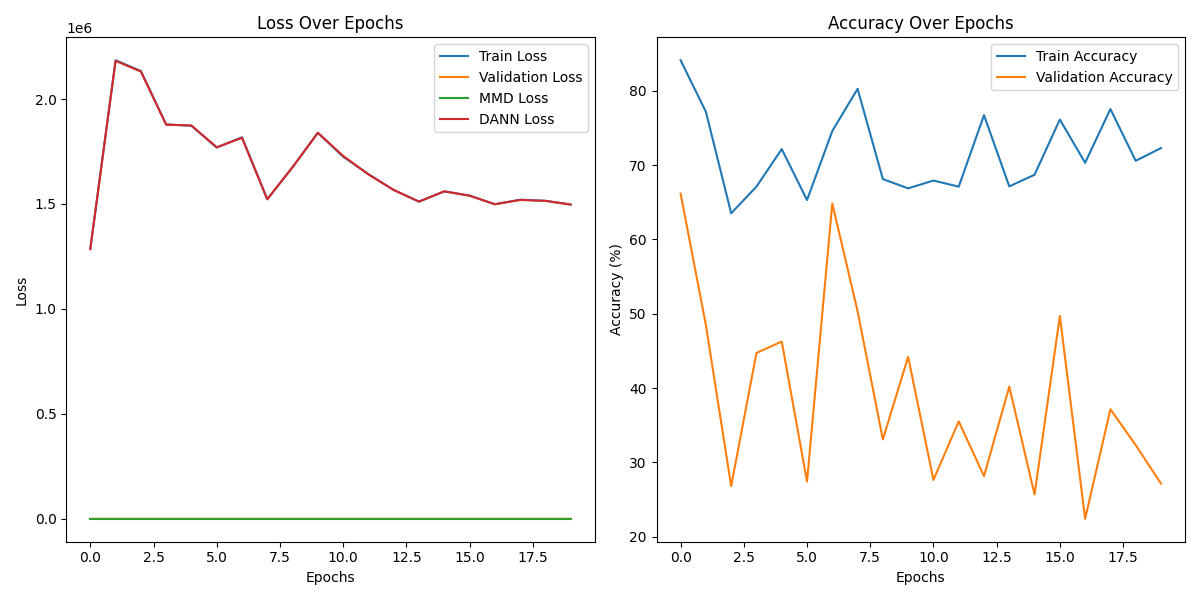 Loss Over Epochs
1e6
Train Loss
Validation Loss
MMD Loss
DANN Loss
2.0
1.5
1.0
0.5
0.0
Loss
0.0 2.5 5.0 7.5 10.0 12.5 15.0 17.5
Epochs
Accuracy Over Epochs
Train Accuracy
Validation Accuracy
80
70
60
50
40
30
20
Accuracy (%)
0.0 2.5 5.0 7.5 10.0 12.5 15.0 17.5
Epochs